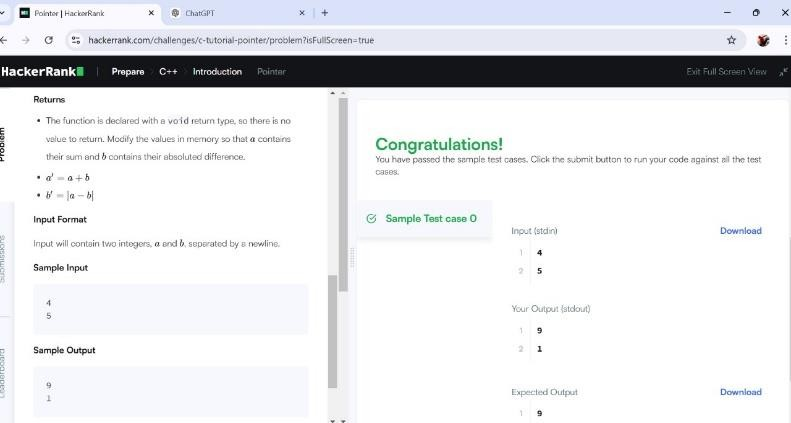 Pointer | HackerRank
ChatGPT
hackerrank.com/challenges/c-tutorial-pointer/problem?isFullScreen=true
HackerRank
Prepare C++ Introduction Pointer
Exit Full Screen View
Problem
Submissions
Leaderboard
Returns
• The function is declared with a void return type, so there is no
value to return. Modify the values in memory so that a contains
their sum and b contains their absoluted difference.
• a' = a + b
• b' = |a − b|
Input Format
Input will contain two integers, a and b, separated by a newline.
Sample Input
4
5
Sample Output
9
1
Congratulations!
You have passed the sample test cases. Click the submit button to run your code against all the test
cases.
Sample Test case 0
Input (stdin)
Download
1 4
2 5
Your Output (stdout)
1 9
2 1
Expected Output
Download
1 9